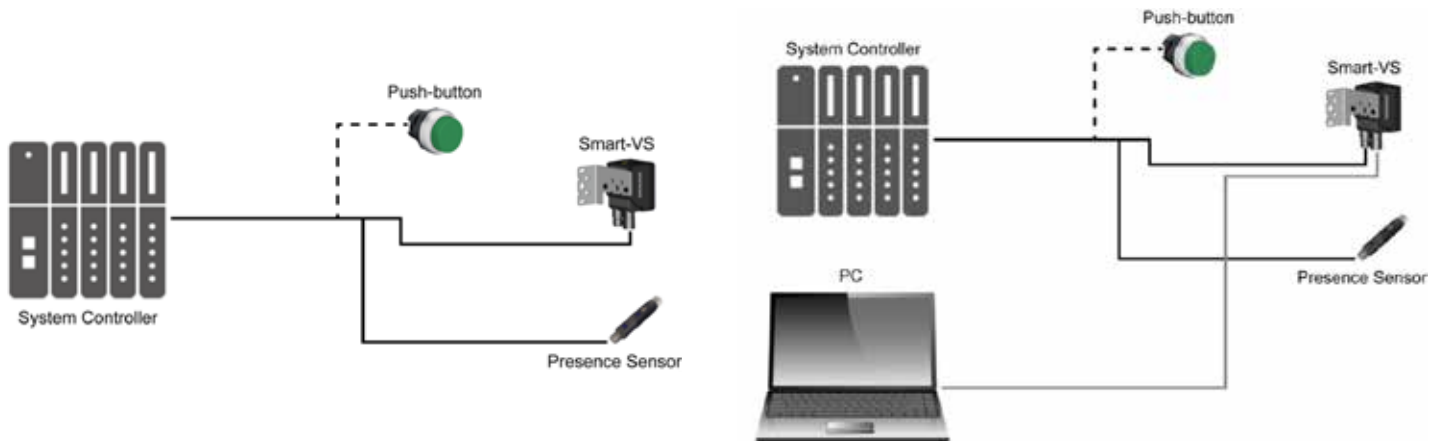 Push-button
Smart-VS
System Controller
Presence Sensor
Push-button
System Controller
Smart-VS
Presence Sensor
PC